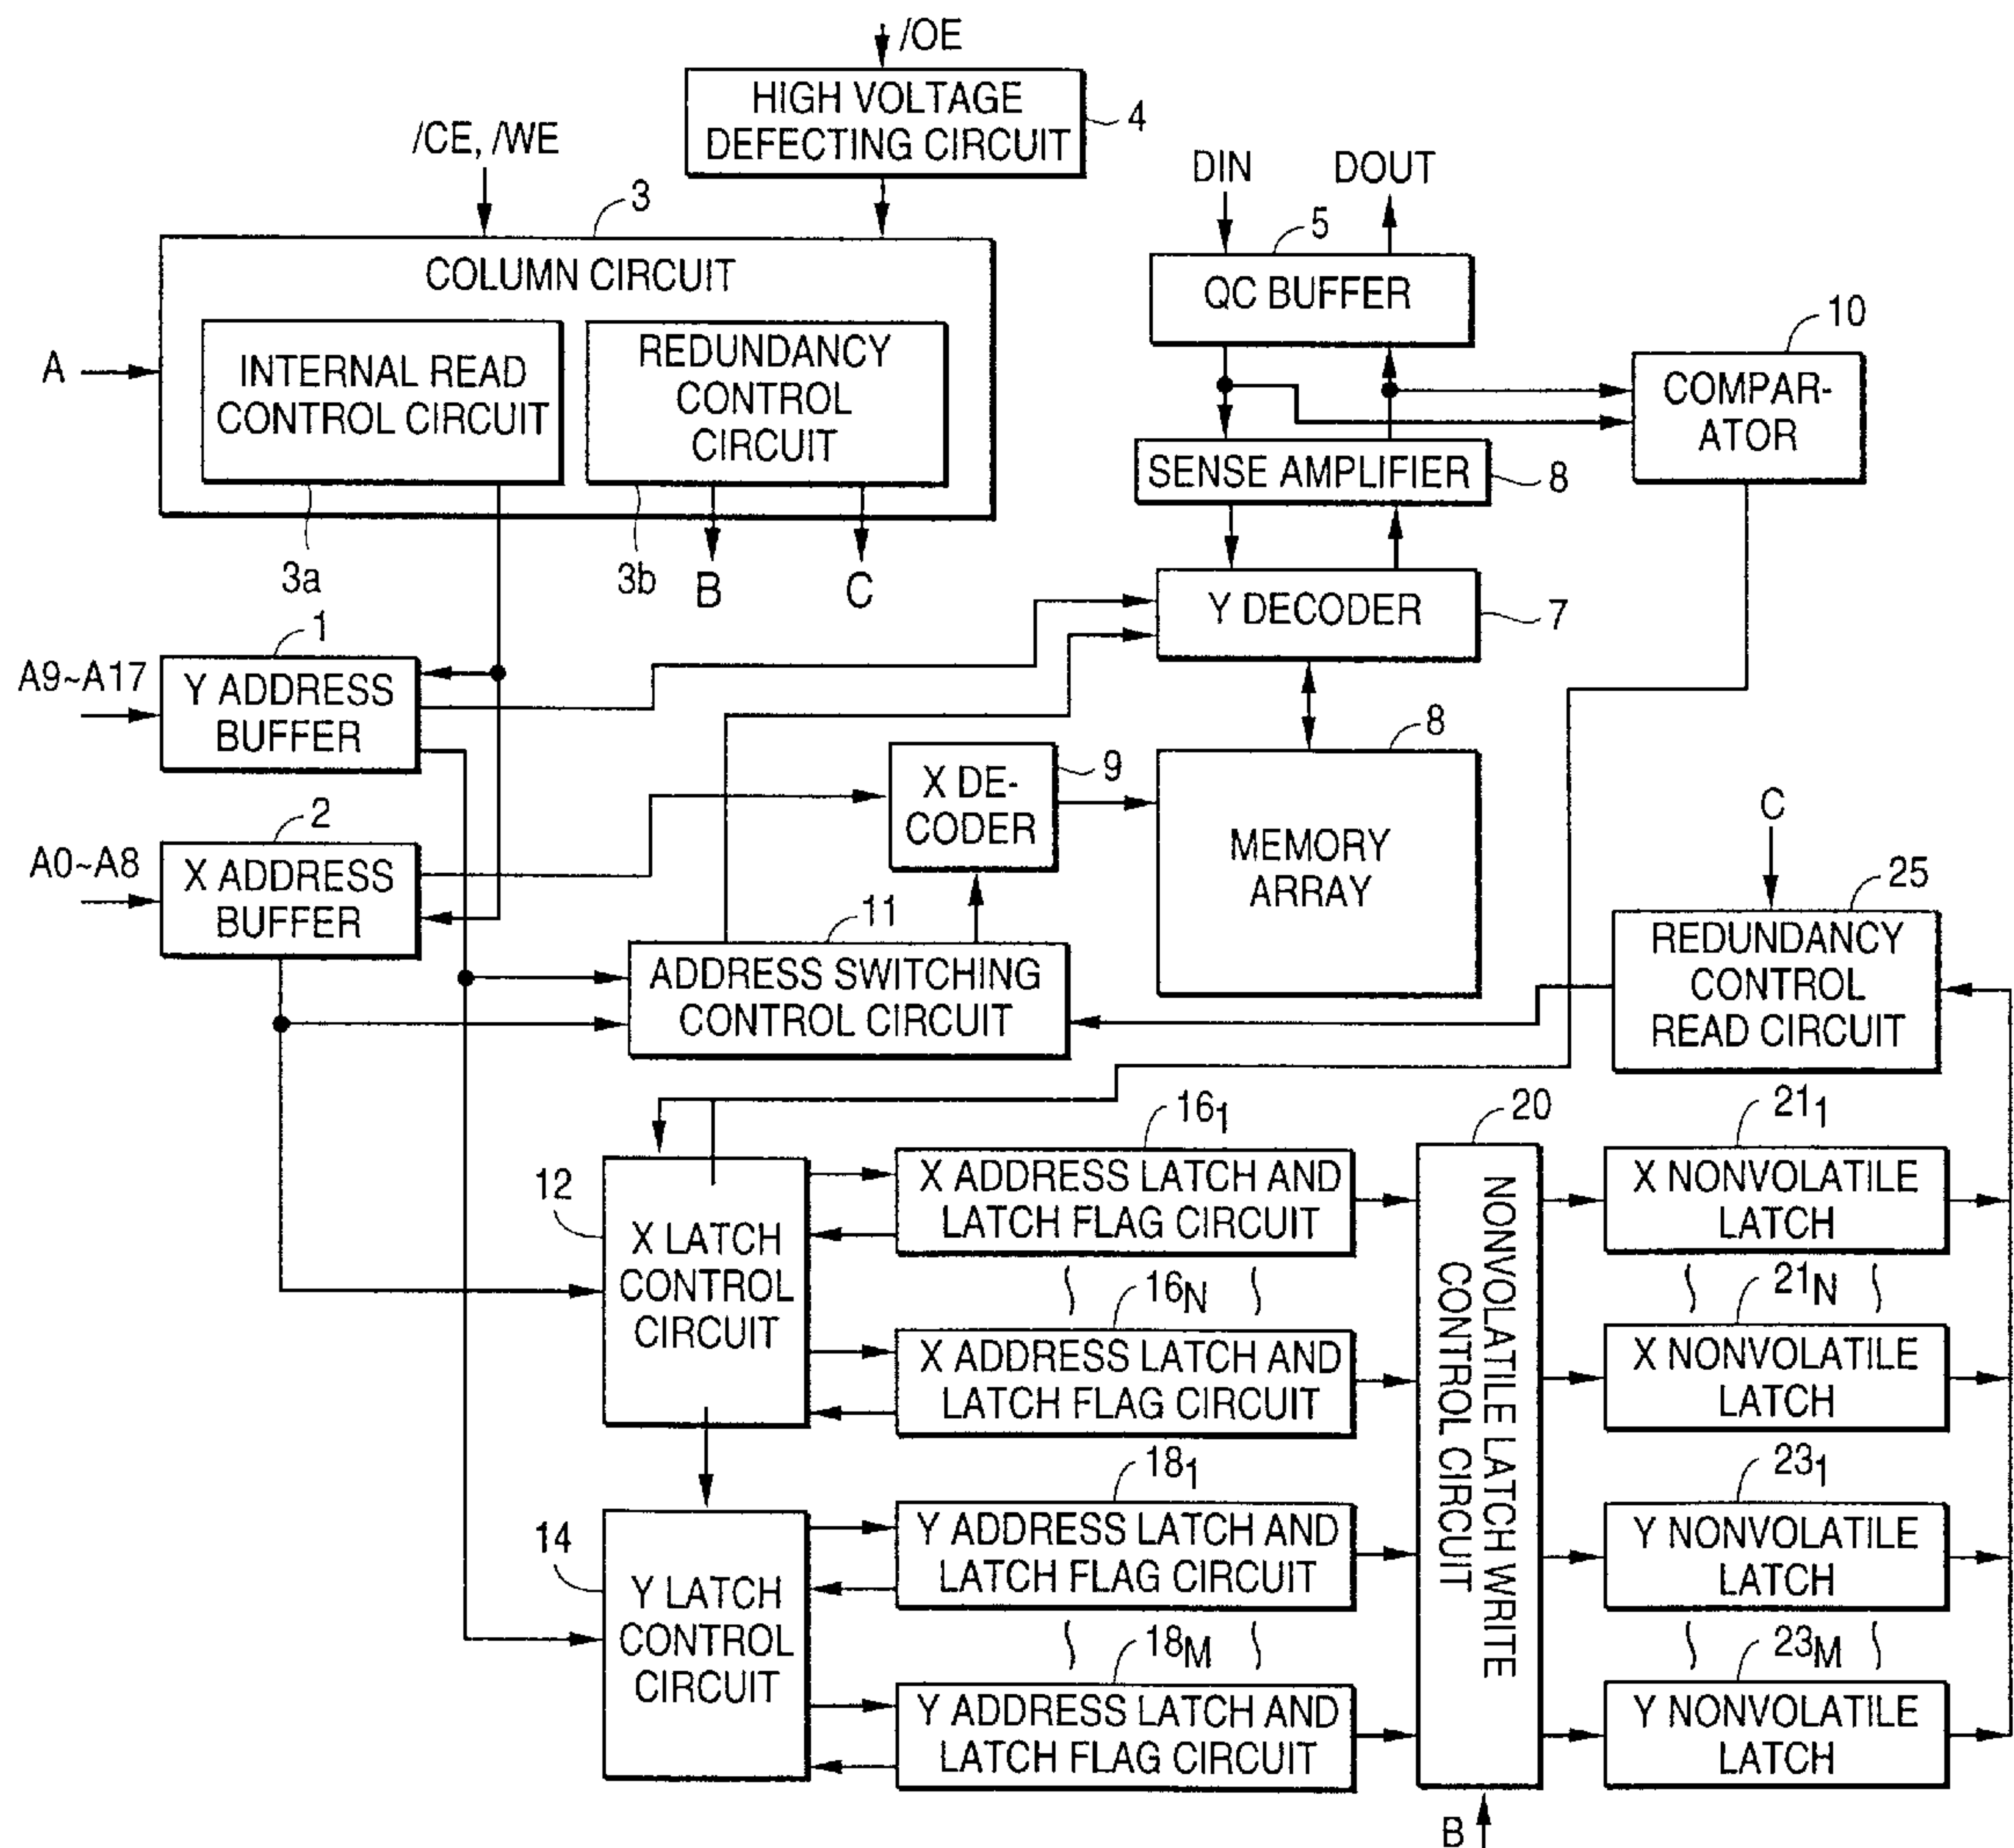 /OE
HIGH VOLTAGE
DEFECTING CIRCUIT
4
/CE, /WE
3
COLUMN CIRCUIT
A
INTERNAL READ
CONTROL CIRCUIT
REDUNDANCY
CONTROL
CIRCUIT
3a
3b
B
C
DIN
DOUT
5
QC BUFFER
10
COMPAR-
ATOR
SENSE AMPLIFIER
8
Y DECODER
7
1
A9~A17
Y ADDRESS
BUFFER
2
A0~A8
X ADDRESS
BUFFER
X DE-
CODER
9
8
MEMORY
ARRAY
11
ADDRESS SWITCHING
CONTROL CIRCUIT
C
25
REDUNDANCY
CONTROL
READ CIRCUIT
12
X LATCH
CONTROL
CIRCUIT
16₁
X ADDRESS LATCH AND
LATCH FLAG CIRCUIT
16N
X ADDRESS LATCH AND
LATCH FLAG CIRCUIT
14
Y LATCH
CONTROL
CIRCUIT
18₁
Y ADDRESS LATCH AND
LATCH FLAG CIRCUIT
18M
Y ADDRESS LATCH AND
LATCH FLAG CIRCUIT
20
NONVOLATILE LATCH WRITE
CONTROL CIRCUIT
B
21₁
X NONVOLATILE
LATCH
21N
X NONVOLATILE
LATCH
23₁
Y NONVOLATILE
LATCH
23M
Y NONVOLATILE
LATCH